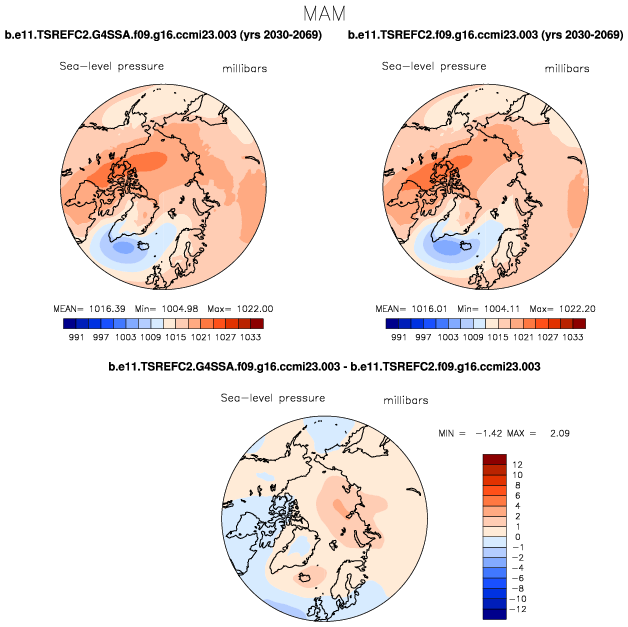 MAM
b.e11.TSREFC2.G4SSA.f09.g16.ccmi23.003 (yrs 2030-2069) b.e11.TSREFC2.f09.g16.ccmi23.003 (yrs 2030-2069)
Sea-level pressure millibars Sea-level pressure millibars
MEAN= 1016.39 Min= 1004.98 Max= 1022.00 MEAN= 1016.01 Min= 1004.11 Max= 1022.20
991 997 1003 1009 1015 1021 1027 1033 991 997 1003 1009 1015 1021 1027 1033
b.e11.TSREFC2.G4SSA.f09.g16.ccmi23.003 - b.e11.TSREFC2.f09.g16.ccmi23.003
Sea-level pressure millibars
MIN = -1.42 MAX = 2.09
12
10
8
6
4
2
1
0
-1
-2
-4
-6
-8
-10
-12